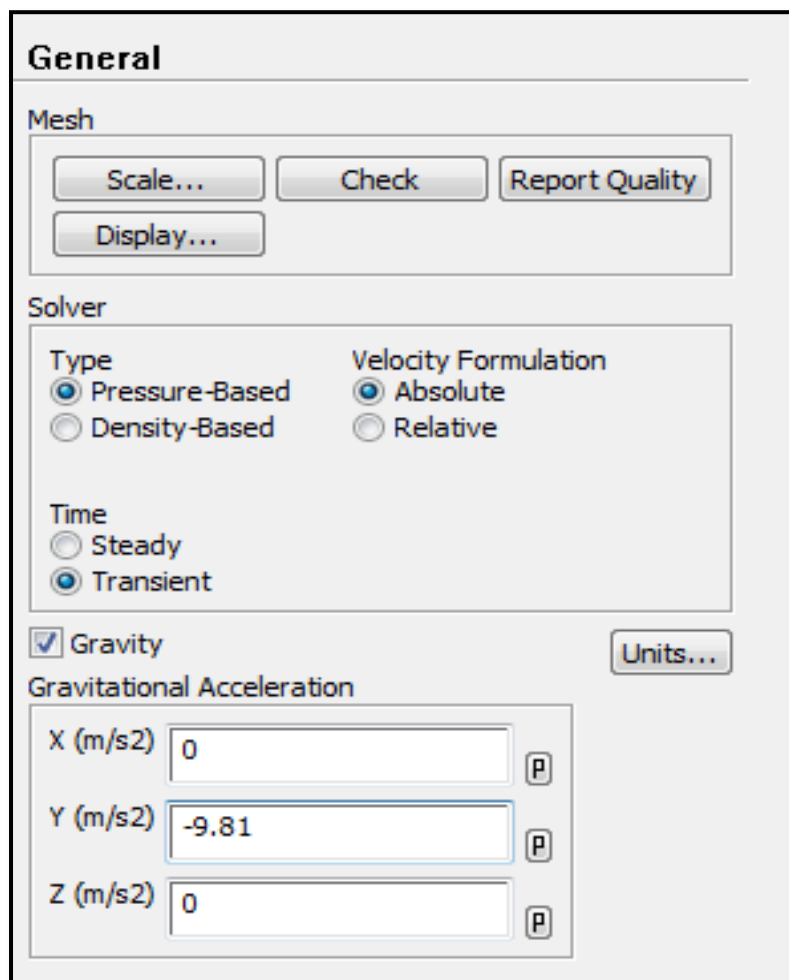 General
Mesh
Scale... Check Report Quality
Display...
Solver
Type Velocity Formulation
Pressure-Based Absolute
Density-Based Relative
Time
Steady
Transient
Gravity Units...
Gravitational Acceleration
X (m/s2) 0 P
Y (m/s2) -9.81 P
Z (m/s2) 0 P